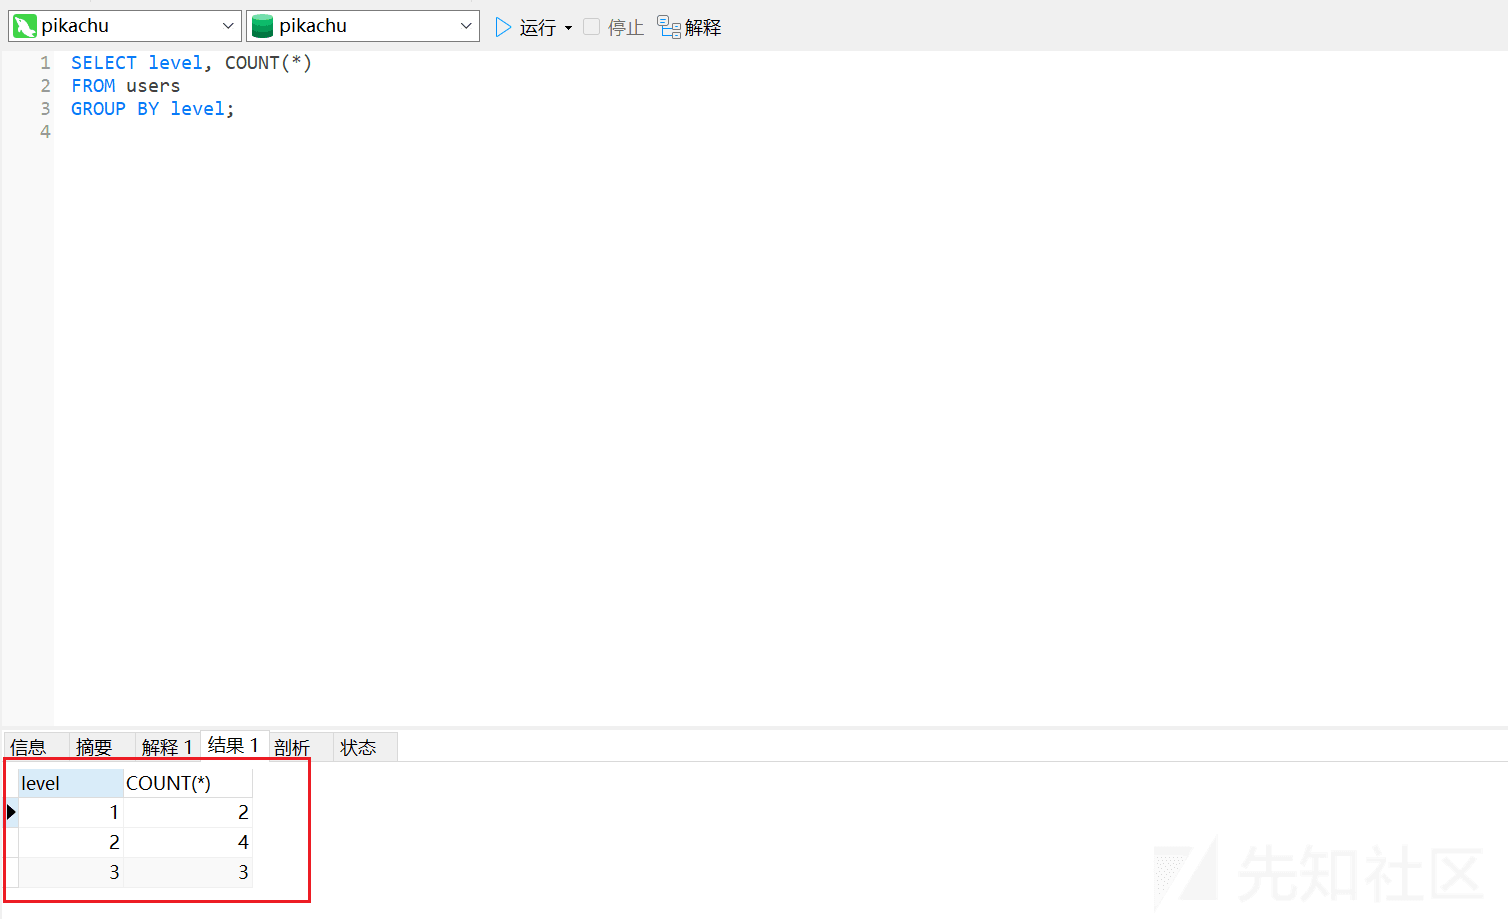 pikachu pikachu 运行 停止 解释
1 SELECT level, COUNT(*)
2 FROM users
3 GROUP BY level;
4
信息 摘要 解释 1 结果 1 剖析 状态
level COUNT(*)
1 2
2 4
3 3
先知社区